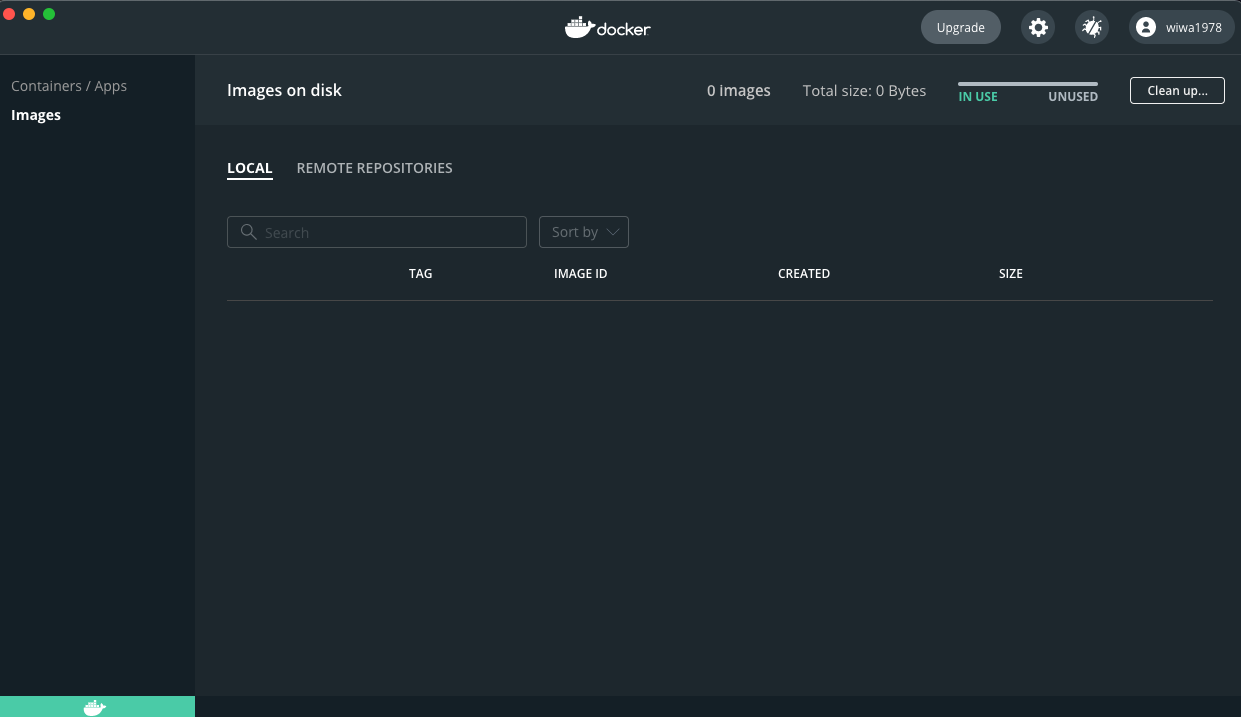 docker
Upgrade
wiwa1978
Containers / Apps
Images
Images on disk
0 images
Total size: 0 Bytes
IN USE
UNUSED
Clean up...
LOCAL
REMOTE REPOSITORIES
Search
Sort by
TAG
IMAGE ID
CREATED
SIZE